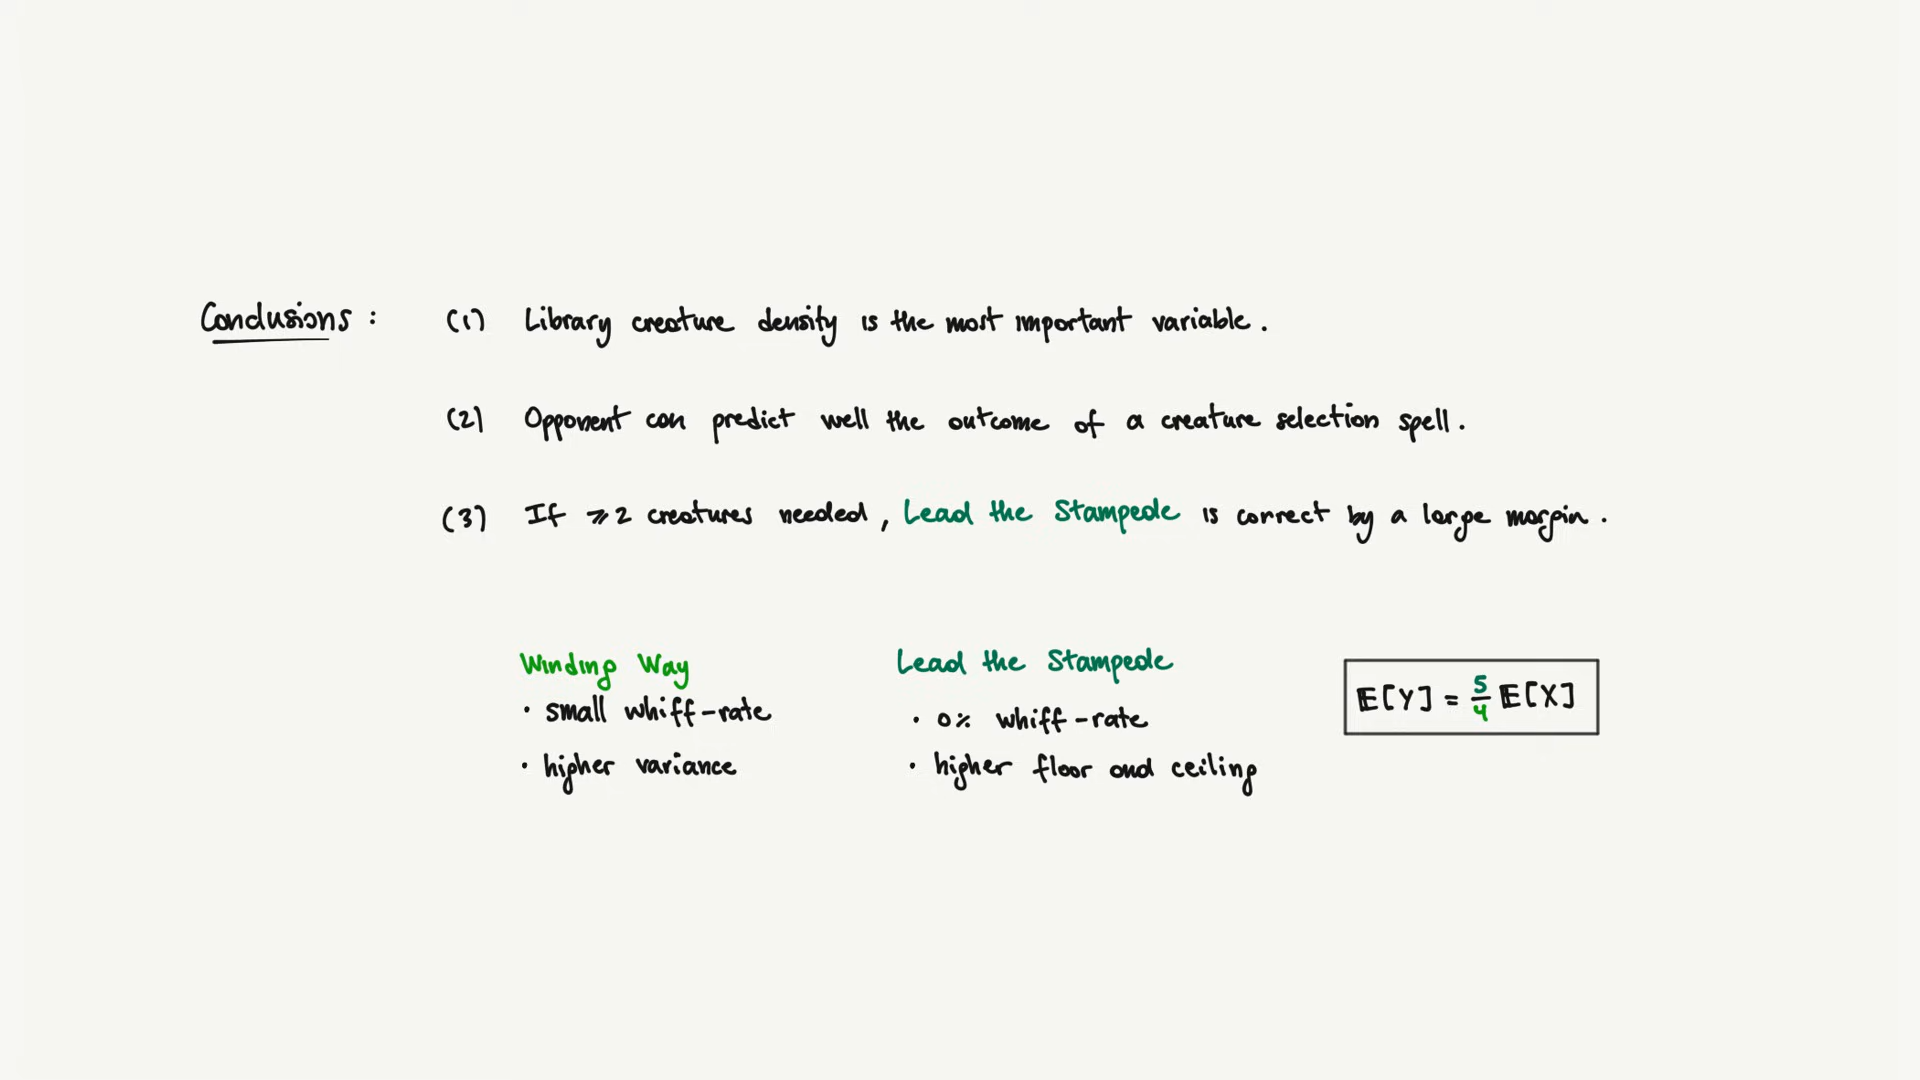 Conclusions : (1) Library creature density is the most important variable.
(2) Opponent can predict well the outcome of a creature selection spell.
(3) If ⩾2 creatures needed, Lead the Stampede is correct by a large margin.
Winding Way
• small whiff-rate
• higher variance
Lead the Stampede
• 0% whiff-rate
• higher floor and ceiling
𝔼[Y] = 5/4 𝔼[X]